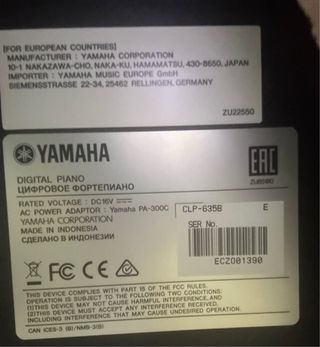 [FOR EUROPEAN COUNTRIES]
MANUFACTURER : YAMAHA CORPORATION
10-1 NAKAZAWA-CHO, NAKA-KU, HAMAMATSU, 430-8650, JAPAN
IMPORTER : YAMAHA MUSIC EUROPE GmbH
SIEMENSSTRASSE 22-34, 25462 RELLINGEN, GERMANY
ZU22550
YAMAHA
EAC
DIGITAL PIANO
ЦИФРОВОЕ ФОРТЕПИАНО
RATED VOLTAGE : DC16V
AC POWER ADAPTOR : Yamaha PA-300C
YAMAHA CORPORATION
MADE IN INDONESIA
СДЕЛАНО В ИНДОНЕЗИИ
CLP-635B E
SER No.
ECZO01390
FC CE
THIS DEVICE COMPLIES WITH PART 15 OF THE FCC RULES.
OPERATION IS SUBJECT TO THE FOLLOWING TWO CONDITIONS:
(1)THIS DEVICE MAY NOT CAUSE HARMFUL INTERFERENCE, AND
(2)THIS DEVICE MUST ACCEPT ANY INTERFERENCE RECEIVED,
INCLUDING INTERFERENCE THAT MAY CAUSE UNDESIRED OPERATION.
CAN ICES-3 (B)/NMB-3(B)